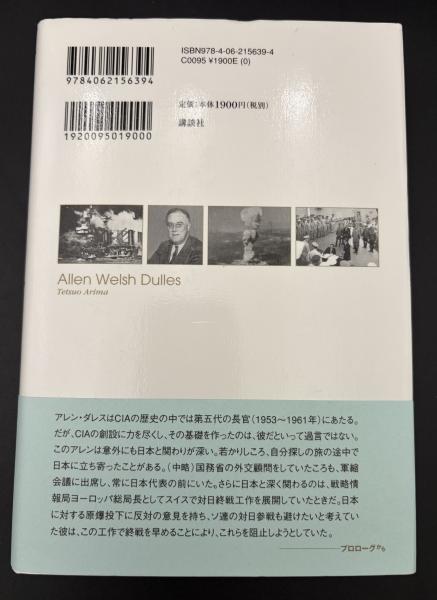 ISBN978-4-06-215639-4
C0095 ¥1900E (0)
9784062156394
定価:本体1900円(税別)
講談社
1920095019000
Allen Welsh Dulles
Tetsuo Arima
アレン・ダレスはCIAの歴史の中では第五代の長官(1953〜1961年)にあたる。
だが、CIAの創設に力を尽くし、その基礎を作ったのは、彼だといって過言ではない。
このアレンは意外にも日本と関わりが深い。若かりしころ、自分探しの旅の途中で
日本に立ち寄ったことがある。(中略)国務省の外交顧問をしていたころも、軍縮
会議に出席し、常に日本代表の前にいた。さらに日本と深く関わるのは、戦略情
報局ヨーロッパ総局長としてスイスで対日終戦工作を展開していたときだ。日本
に対する原爆投下に反対の意見を持ち、ソ連の対日参戦も避けたいと考えてい
た彼は、この工作で終戦を早めることにより、これらを阻止しようとしていた。
プロローグから